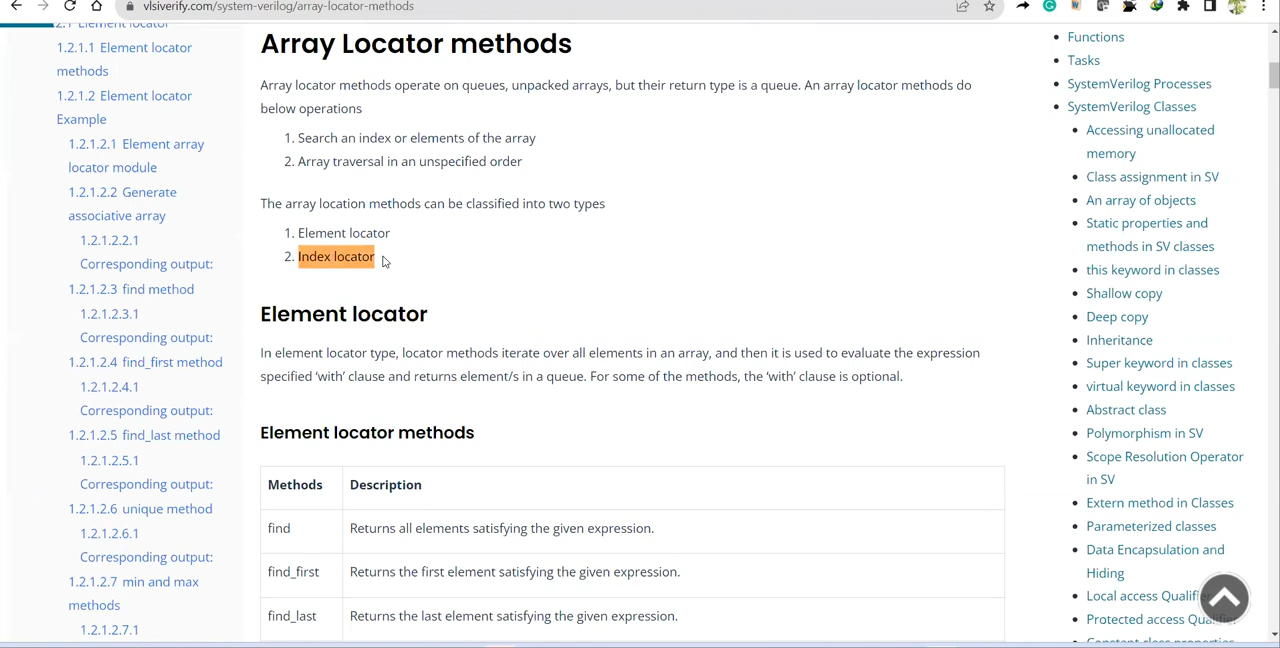 vlsiverify.com/system-verilog/array-locator-methods
2.1 Element locator
1.2.1.1 Element locator
methods
1.2.1.2 Element locator
Example
1.2.1.2.1 Element array
locator module
1.2.1.2.2 Generate
associative array
1.2.1.2.2.1
Corresponding output:
1.2.1.2.3 find method
1.2.1.2.3.1
Corresponding output:
1.2.1.2.4 find_first method
1.2.1.2.4.1
Corresponding output:
1.2.1.2.5 find_last method
1.2.1.2.5.1
Corresponding output:
1.2.1.2.6 unique method
1.2.1.2.6.1
Corresponding output:
1.2.1.2.7 min and max
methods
1.2.1.2.7.1
Array Locator methods
Array locator methods operate on queues, unpacked arrays, but their return type is a queue. An array locator methods do
below operations
1. Search an index or elements of the array
2. Array traversal in an unspecified order
The array location methods can be classified into two types
1. Element locator
2. Index locator
Element locator
In element locator type, locator methods iterate over all elements in an array, and then it is used to evaluate the expression
specified ‘with’ clause and returns element/s in a queue. For some of the methods, the ‘with’ clause is optional.
Element locator methods
Methods Description
find Returns all elements satisfying the given expression.
find_first Returns the first element satisfying the given expression.
find_last Returns the last element satisfying the given expression.
Functions
Tasks
SystemVerilog Processes
SystemVerilog Classes
Accessing unallocated
memory
Class assignment in SV
An array of objects
Static properties and
methods in SV classes
this keyword in classes
Shallow copy
Deep copy
Inheritance
Super keyword in classes
virtual keyword in classes
Abstract class
Polymorphism in SV
Scope Resolution Operator
in SV
Extern method in Classes
Parameterized classes
Data Encapsulation and
Hiding
Local access Qualifi
Protected access Qualifi
Constant class properties